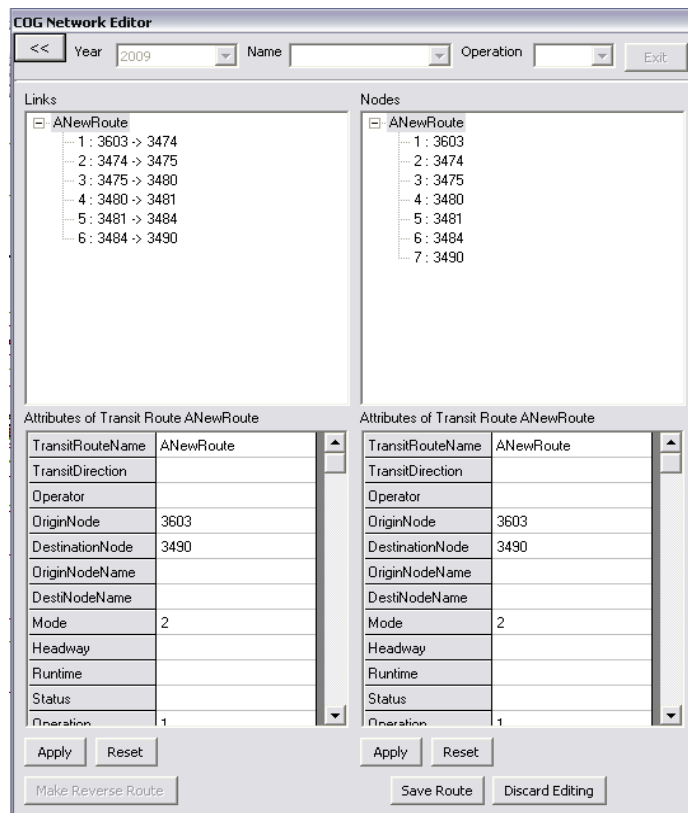 COG Network Editor
<< Year 2009 Name Operation Exit
Links Nodes
ANewRoute ANewRoute
1 : 3603 -> 3474 1 : 3603
2 : 3474 -> 3475 2 : 3474
3 : 3475 -> 3480 3 : 3475
4 : 3480 -> 3481 4 : 3480
5 : 3481 -> 3484 5 : 3481
6 : 3484 -> 3490 6 : 3484
7 : 3490
Attributes of Transit Route ANewRoute Attributes of Transit Route ANewRoute
TransitRouteName ANewRoute TransitRouteName ANewRoute
TransitDirection TransitDirection
Operator Operator
OriginNode 3603 OriginNode 3603
DestinationNode 3490 DestinationNode 3490
OriginNodeName OriginNodeName
DestiNodeName DestiNodeName
Mode 2 Mode 2
Headway Headway
Runtime Runtime
Status Status
Operation 1 Operation 1
Apply Reset Apply Reset
Make Reverse Route Save Route Discard Editing